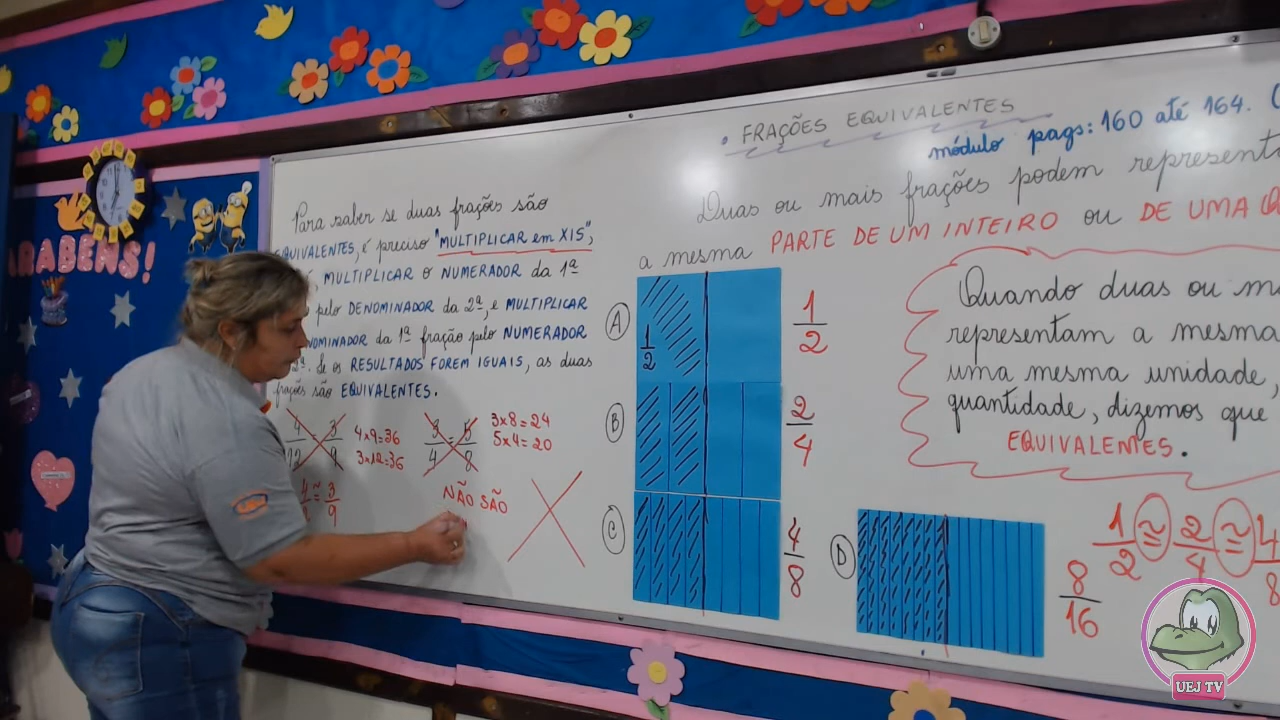 PARABÉNS!
Para saber se duas frações são
EQUIVALENTES, é preciso "MULTIPLICAR em XIS",
MULTIPLICAR o NUMERADOR da 1ª
pelo DENOMINADOR da 2ª, e MULTIPLICAR
NOMINADOR da 1ª fração pelo NUMERADOR
2ª. Se os RESULTADOS FOREM IGUAIS, as duas
frações são EQUIVALENTES.
4/12 3/9
4x9=36
3x12=36
4 ≅ 3/9
3/4 = 5/8
3x8=24
5x4=20
NÃO SÃO
• FRAÇÕES EQUIVALENTES
módulo pags: 160 até 164.
Duas ou mais frações podem represent
a mesma PARTE DE UM INTEIRO ou DE UMA
A 1/2 1/2
B 2/4
C 4/8
D 8/16
Quando duas ou m
representam a mesma
uma mesma unidade,
quantidade, dizemos que
EQUIVALENTES.
1/2 ≅ 2/4 ≅ 4/8
UEJ TV